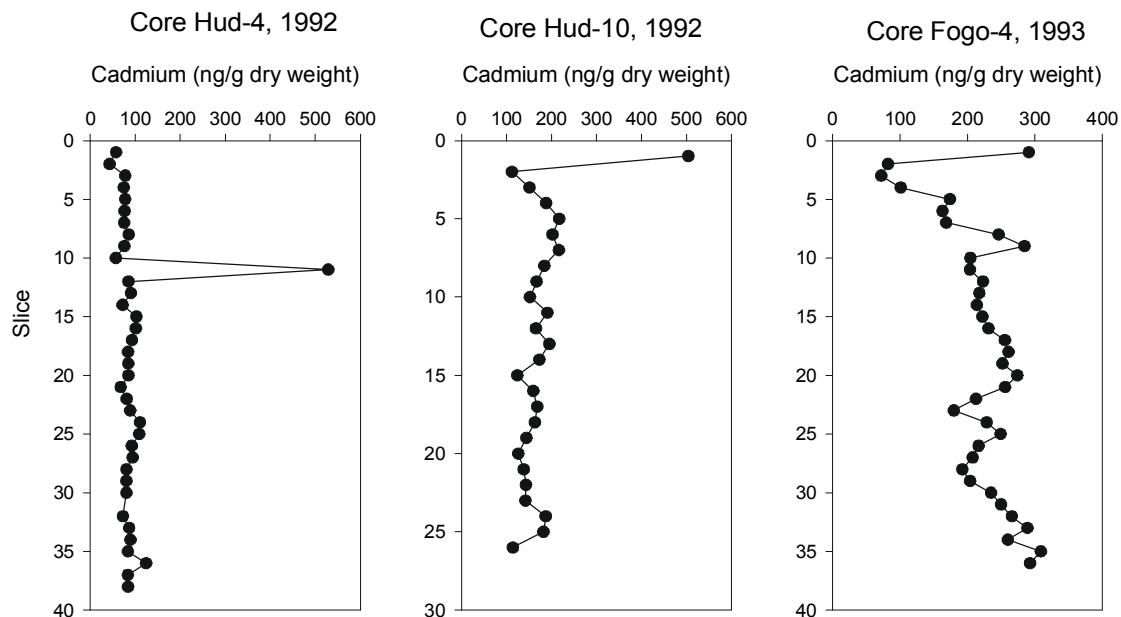 Core Hud-4, 1992
Cadmium (ng/g dry weight)
0 100 200 300 400 500 600
Slice
0
5
10
15
20
25
30
35
40
Core Hud-10, 1992
Cadmium (ng/g dry weight)
0 100 200 300 400 500 600
0
5
10
15
20
25
30
Core Fogo-4, 1993
Cadmium (ng/g dry weight)
0 100 200 300 400
0
5
10
15
20
25
30
35
40